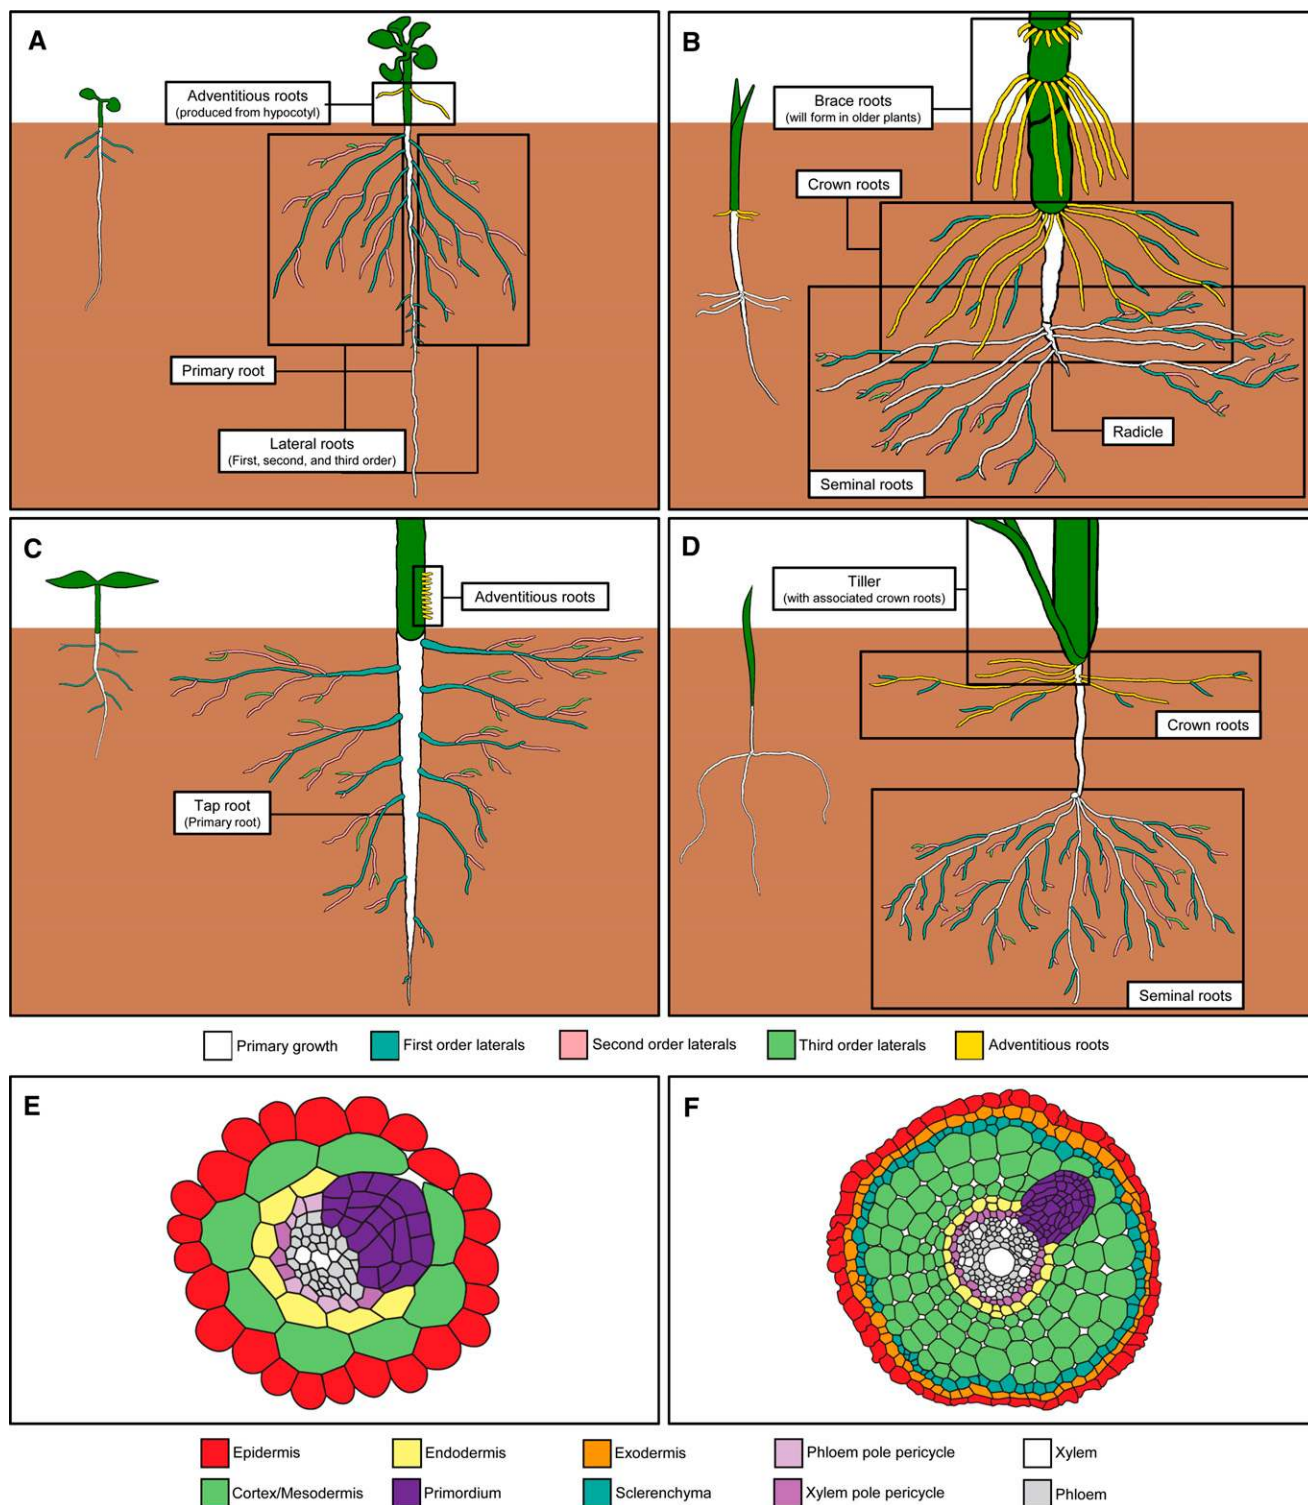 A
Adventitious roots
(produced from hypocotyl)
Primary root
Lateral roots
(First, second, and third order)
B
Brace roots
(will form in older plants)
Crown roots
Radicle
Seminal roots
C
Adventitious roots
Tap root
(Primary root)
D
Tiller
(with associated crown roots)
Crown roots
Seminal roots
Primary growth
First order laterals
Second order laterals
Third order laterals
Adventitious roots
E
F
Epidermis
Endodermis
Exodermis
Phloem pole pericycle
Xylem
Cortex/Mesodermis
Primordium
Sclerenchyma
Xylem pole pericycle
Phloem